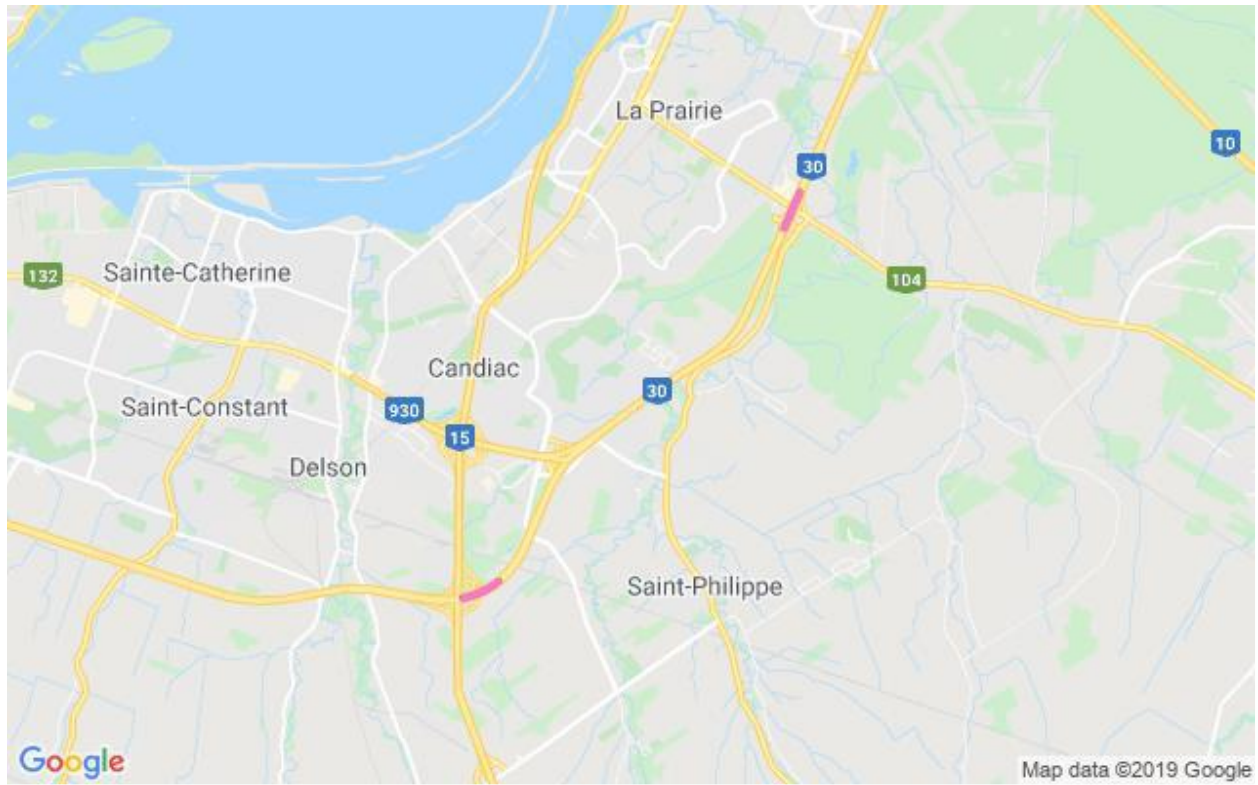 La Prairie
30
10
132
Sainte-Catherine
104
Candiac
30
Saint-Constant
930
15
Delson
Saint-Philippe
Google
Map data ©2019 Google